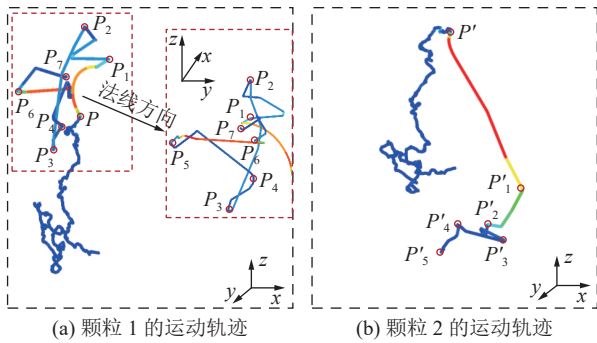 P₂
P₇
P₁
P₆
P₄
P
P₃
法线方向
z
x
y
P₂
P₁
P₇
P₆
P₅
P₄
P₃
z
y
x
(a) 颗粒 1 的运动轨迹
P′
P′₁
P′₂
P′₄
P′₃
P′₅
z
y
x
(b) 颗粒 2 的运动轨迹